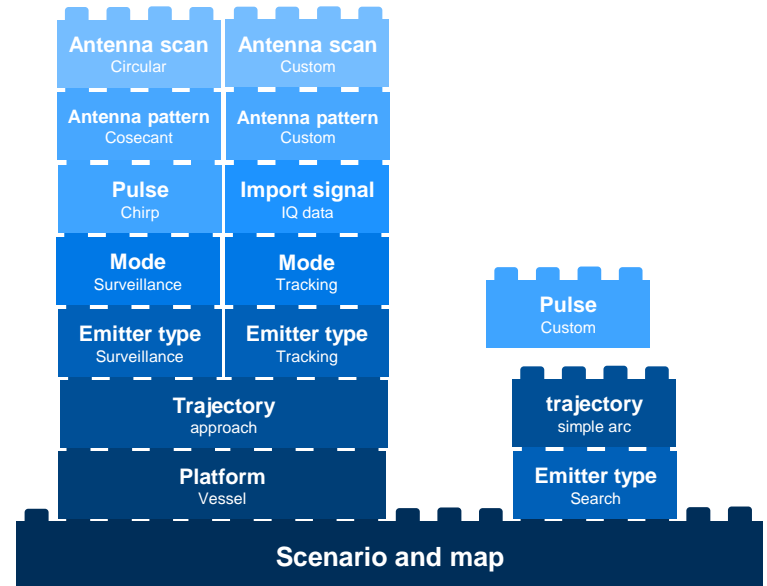 Antenna scan
Circular
Antenna scan
Custom
Antenna pattern
Cosecant
Antenna pattern
Custom
Pulse
Chirp
Import signal
IQ data
Mode
Surveillance
Mode
Tracking
Pulse
Custom
Emitter type
Surveillance
Emitter type
Tracking
Trajectory
approach
trajectory
simple arc
Platform
Vessel
Emitter type
Search
Scenario and map